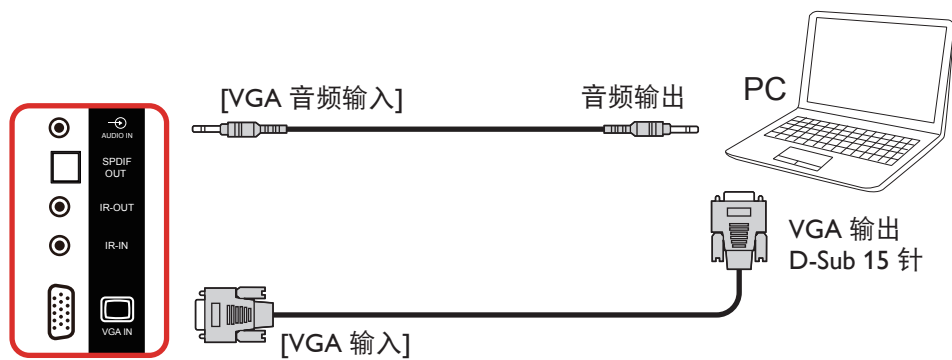 [VGA 音频输入]
音频输出
PC
AUDIO IN
SPDIF
OUT
IR-OUT
IR-IN
VGA IN
VGA 输出
D-Sub 15 针
[VGA 输入]